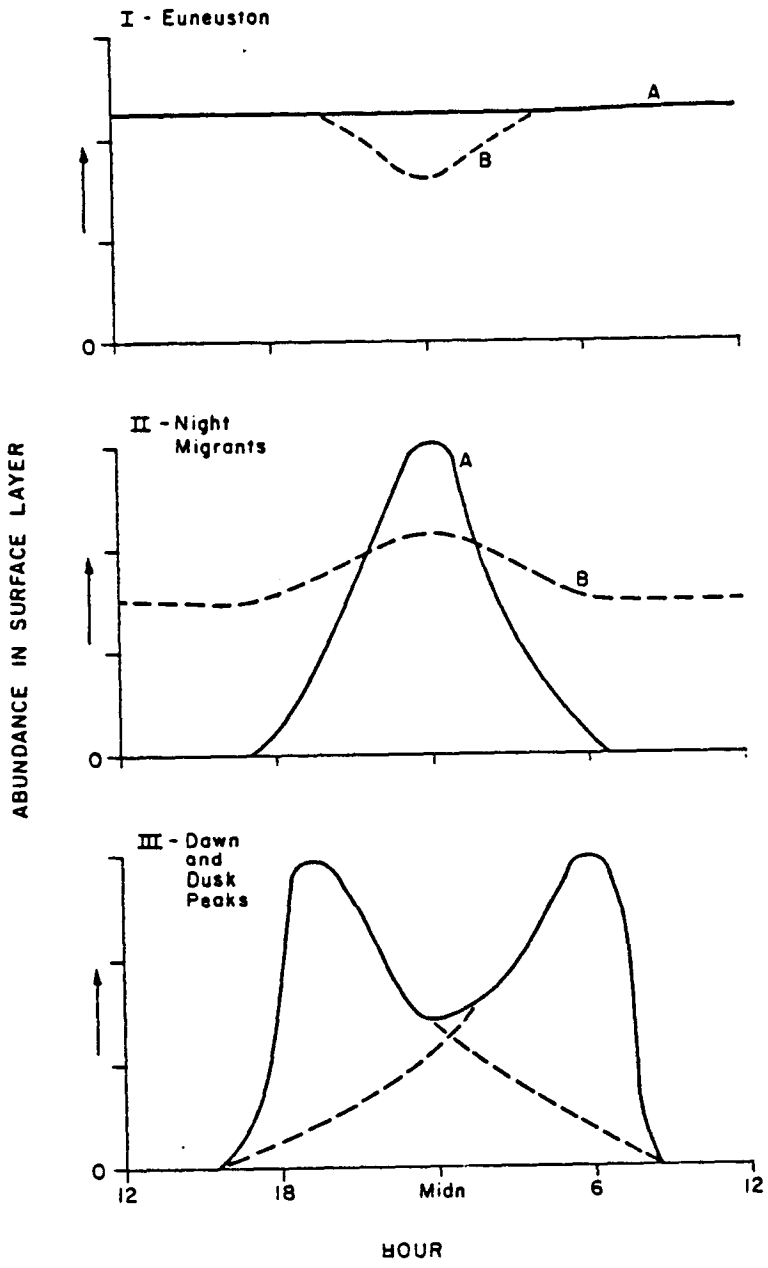 I - Euneuston
A
B
0
II - Night
Migrants
A
B
0
ABUNDANCE IN SURFACE LAYER
III - Dawn
and
Dusk
Peaks
0
12 18 Midn 6 12
HOUR